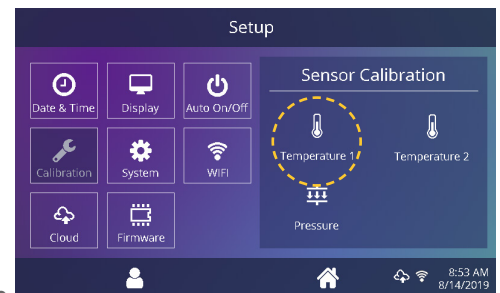 Setup
Date & Time
Display
Auto On/Off
Calibration
System
WIFI
Cloud
Firmware
Sensor Calibration
Temperature 1
Temperature 2
Pressure
8:53 AM
8/14/2019